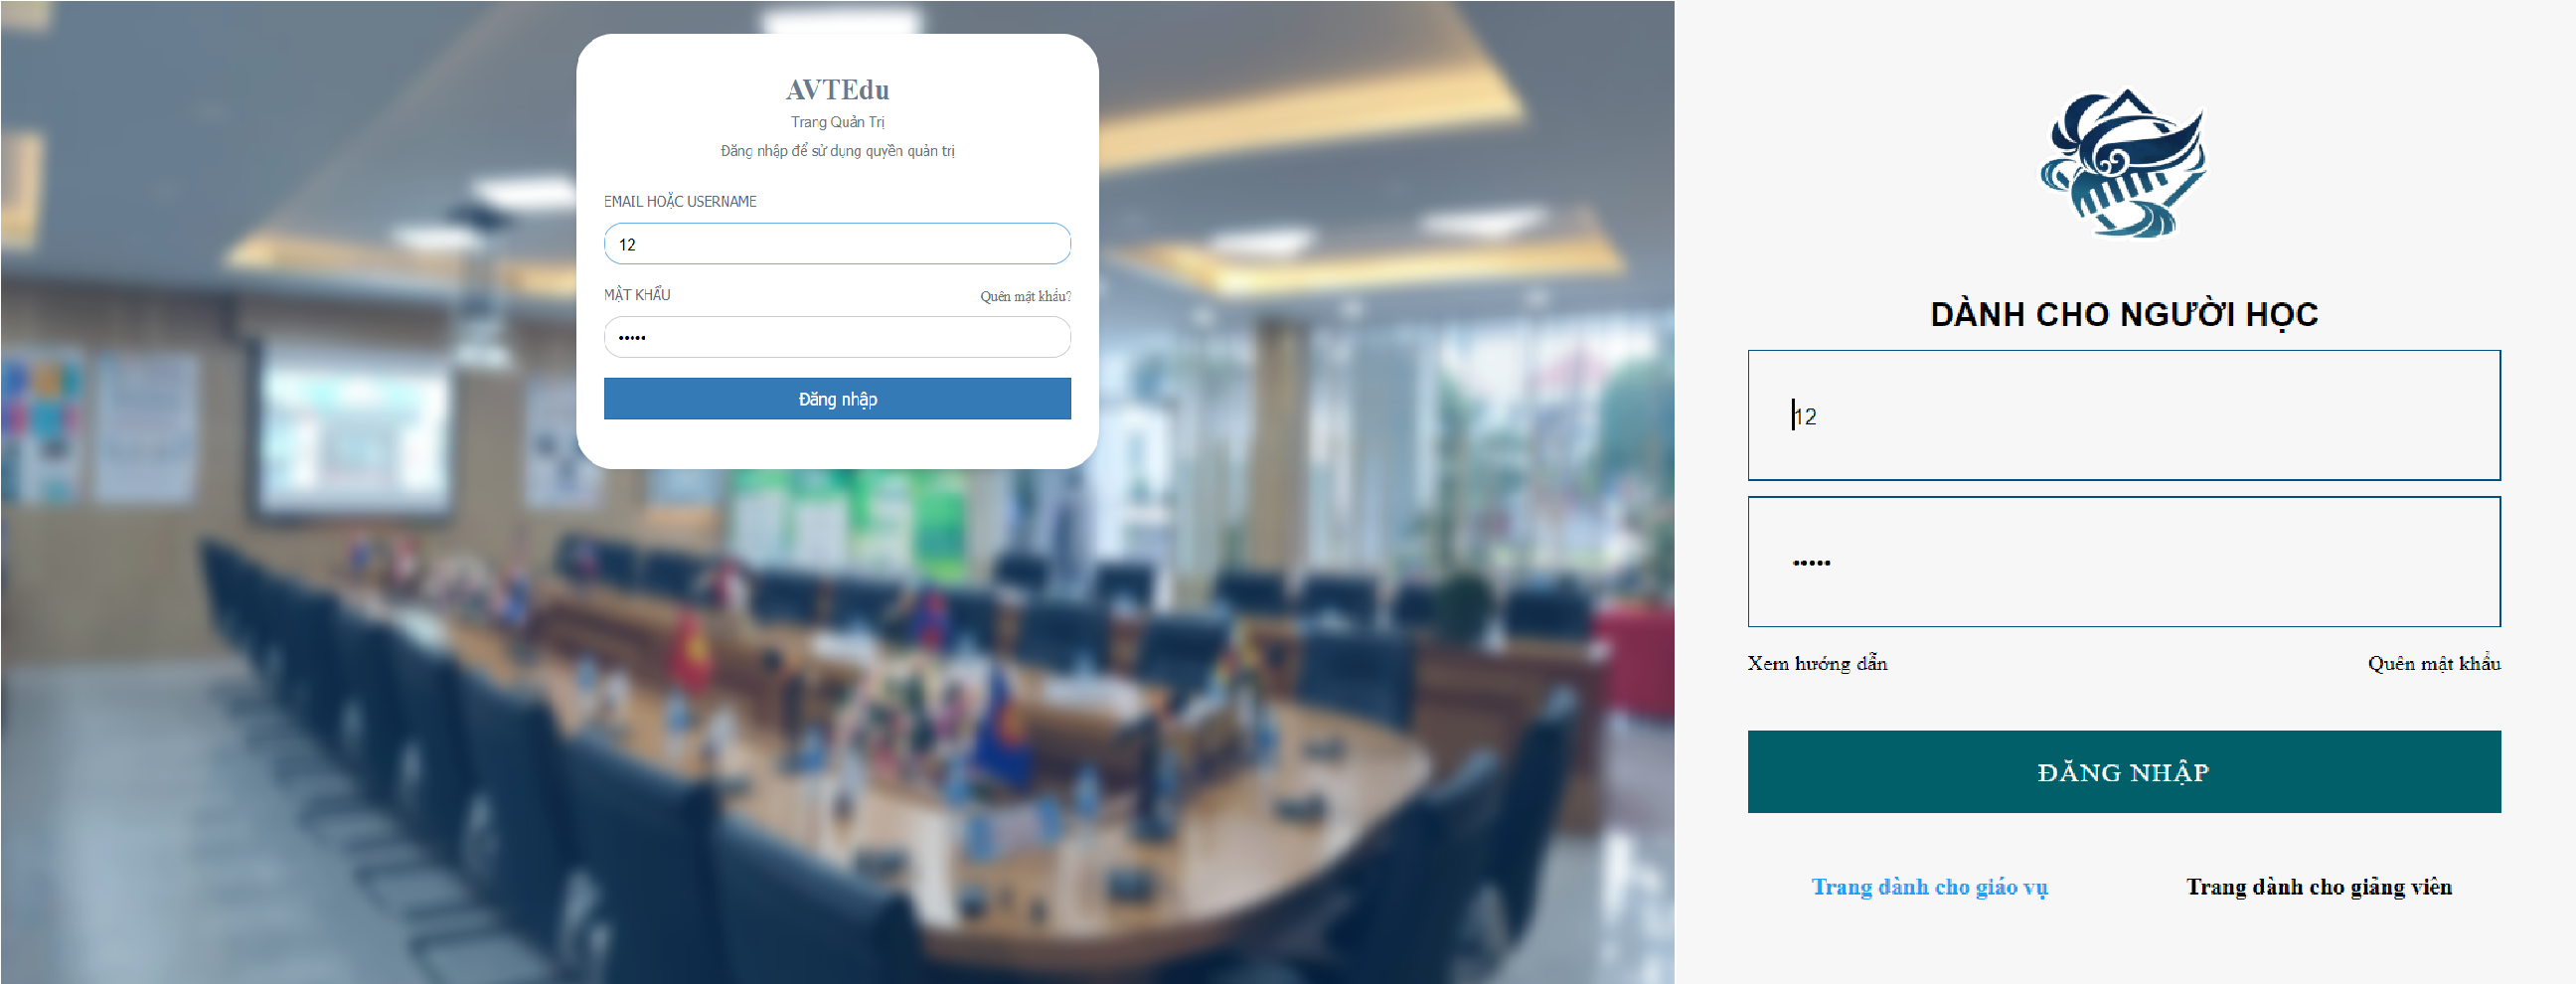 AVTEdu
Trang Quản Trị
Đăng nhập để sử dụng quyền quản trị
EMAIL HOẶC USERNAME
12
MẬT KHẨU
Quên mật khẩu?
•••••
Đăng nhập
DÀNH CHO NGƯỜI HỌC
12
•••••
Xem hướng dẫn
Quên mật khẩu
ĐĂNG NHẬP
Trang dành cho giáo vụ
Trang dành cho giảng viên